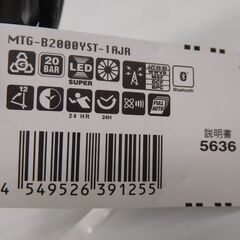 MTG-B2000YST-1AJR
20
BAR
LED
SUPER
Bluetooth
12
24 HR
24H
FULL
AUTO
説明書
5636
4 549526 391255